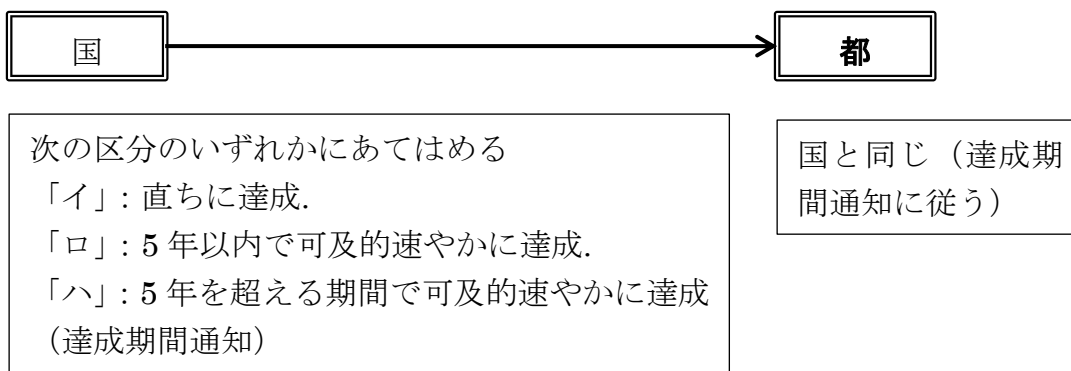 国
都
次の区分のいずれかにあてはめる
「イ」: 直ちに達成.
「ロ」: 5 年以内で可及的速やかに達成.
「ハ」: 5 年を超える期間で可及的速やかに達成
（達成期間通知）
国と同じ（達成期
間通知に従う）